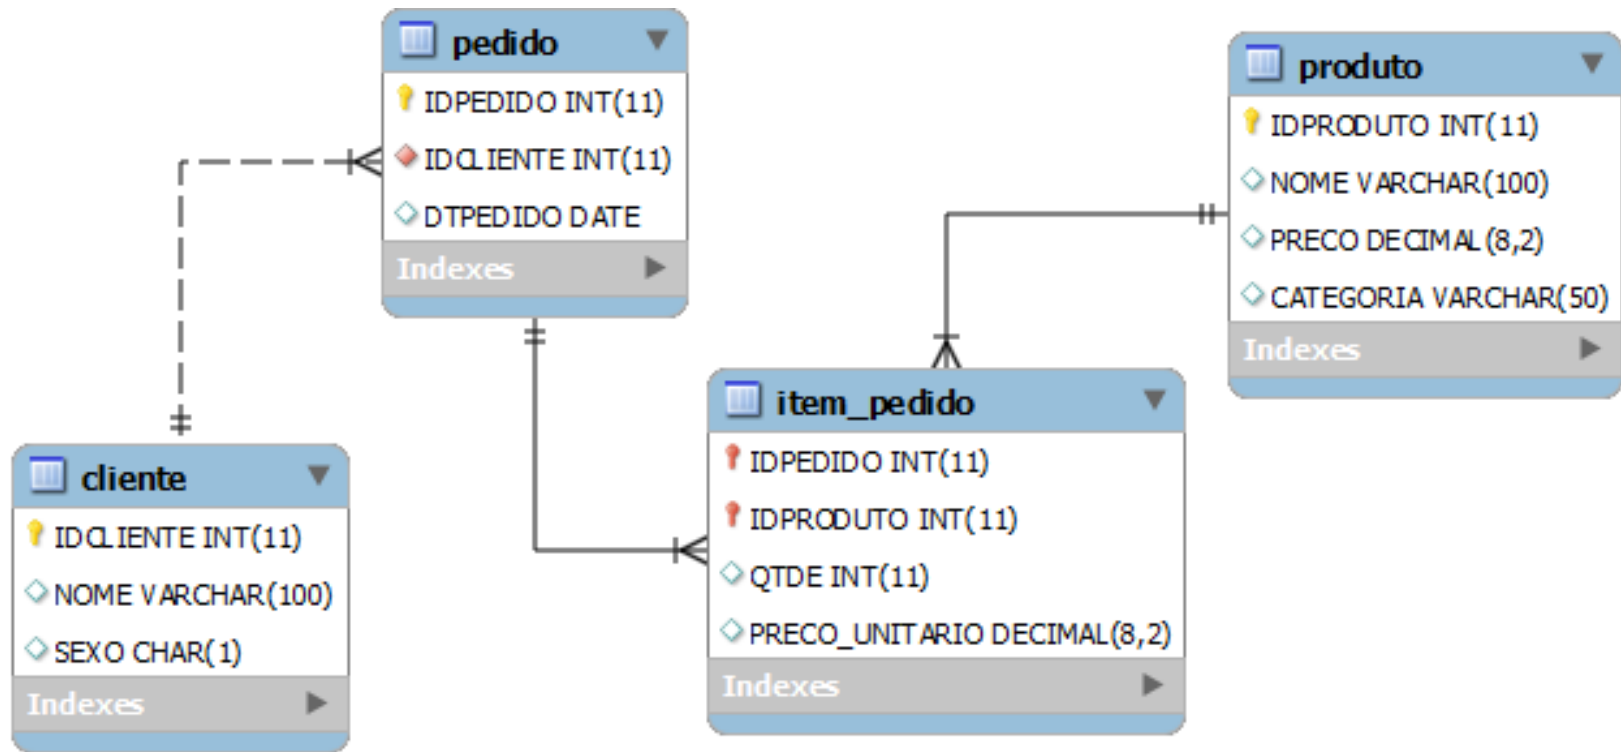 pedido
IDPEDIDO INT(11)
IDCLIENTE INT(11)
DTPEDIDO DATE
Indexes
produto
IDPRODUTO INT(11)
NOME VARCHAR(100)
PRECO DECIMAL(8,2)
CATEGORIA VARCHAR(50)
Indexes
cliente
IDCLIENTE INT(11)
NOME VARCHAR(100)
SEXO CHAR(1)
Indexes
item_pedido
IDPEDIDO INT(11)
IDPRODUTO INT(11)
QTDE INT(11)
PRECO_UNITARIO DECIMAL(8,2)
Indexes